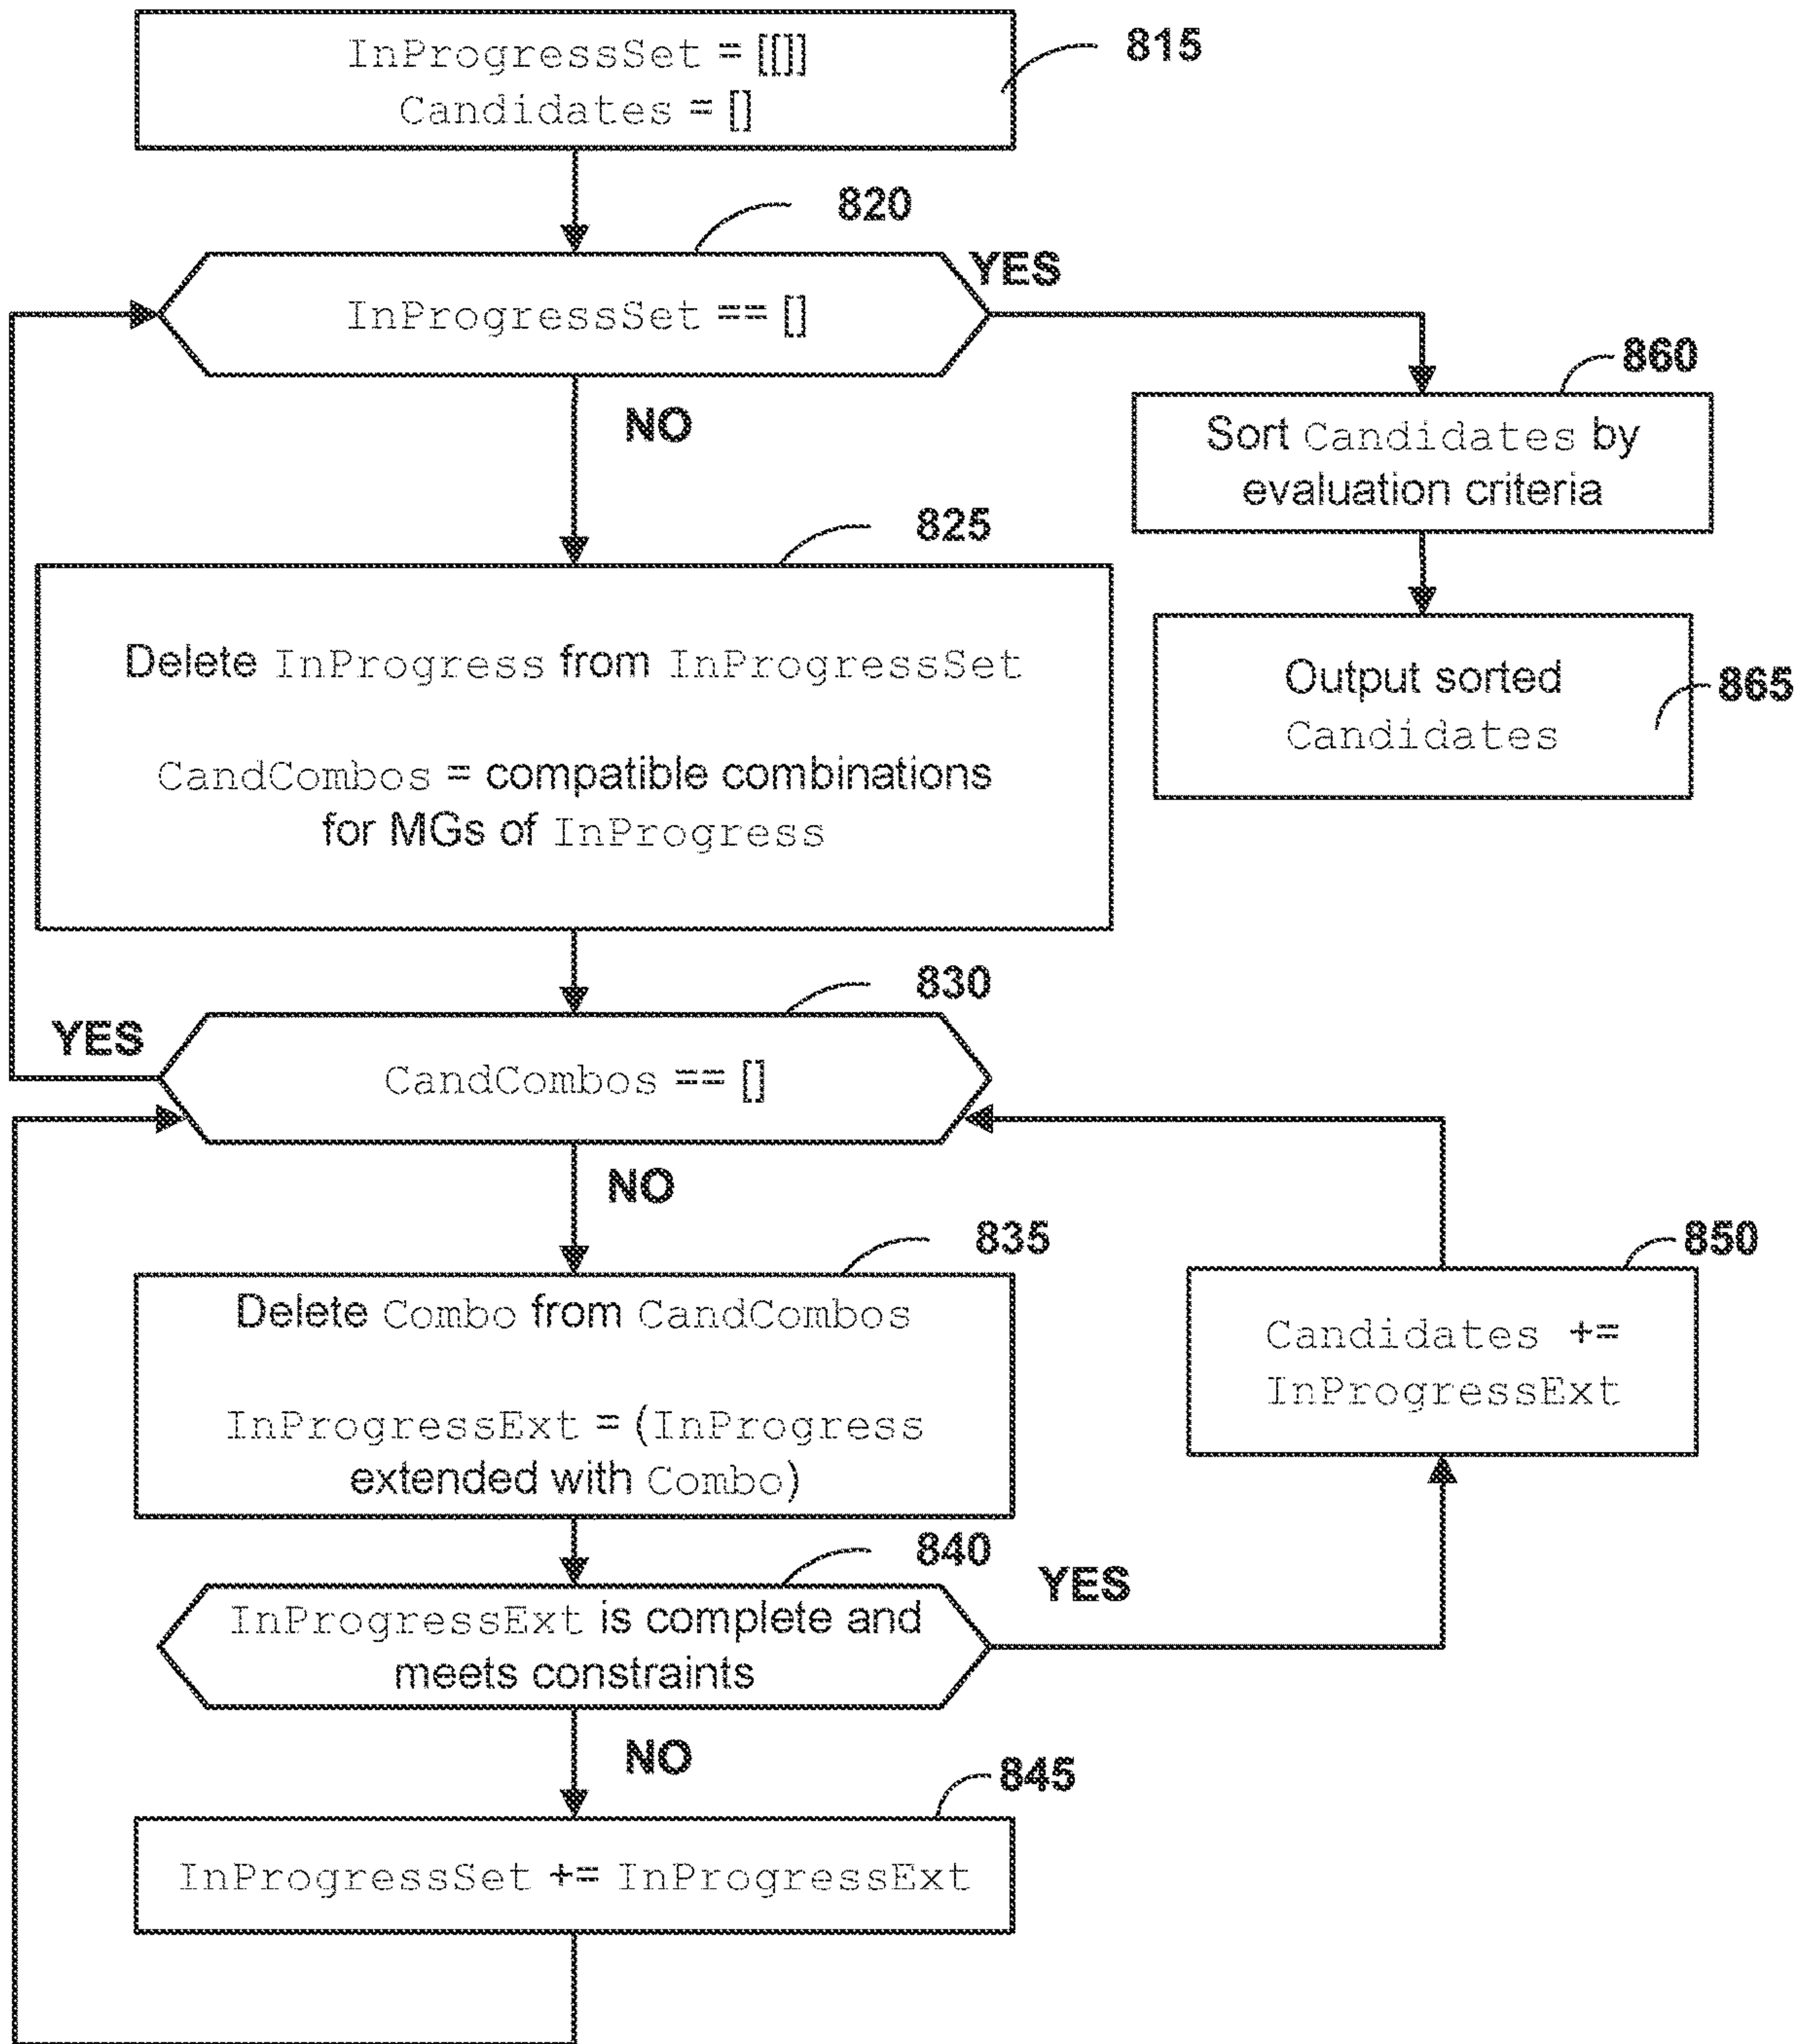 InProgressSet = [[]]
Candidates = []
815
820
YES
InProgressSet == []
NO
860
Sort Candidates by
evaluation criteria
825
Delete InProgress from InProgressSet
CandCombos = compatible combinations
for MGs of InProgress
Output sorted
Candidates
865
830
YES
CandCombos == []
NO
835
Delete Combo from CandCombos
InProgressExt = (InProgress
extended with Combo)
850
Candidates +=
InProgressExt
840
YES
InProgressExt is complete and
meets constraints
NO
845
InProgressSet += InProgressExt